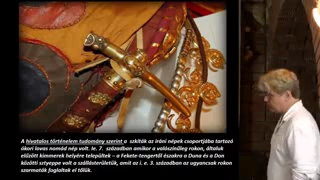 A hivatalos történelem tudomány szerint a  szkíták az iráni népek csoportjába tartozó
ókori lovas nomád nép volt. Ie. 7.  században amikor a valószínűleg rokon, általuk
elűzött kimmerek helyére települtek – a Fekete-tengertől északra a Duna és a Don
közötti sztyeppe volt a szállásterületük, amit az i. e. 3. században az ugyancsak rokon
szarmaták foglaltak el tőlük.